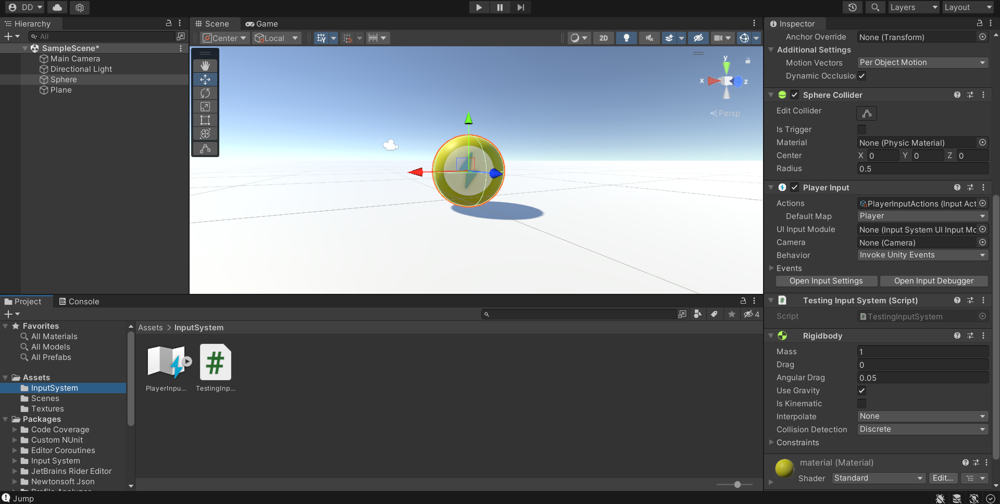 DD
Layers
Layout
Hierarchy
All
SampleScene*
Main Camera
Directional Light
Sphere
Plane
Scene
Game
Center
Local
2D
y
x
z
Persp
Inspector
Anchor Override
None (Transform)
Additional Settings
Motion Vectors
Per Object Motion
Dynamic Occlusio
Sphere Collider
Edit Collider
Is Trigger
Material
None (Physic Material)
Center
X 0 Y 0 Z 0
Radius
0.5
Player Input
Actions
PlayerInputActions (Input Act
Default Map
Player
UI Input Module
None (Input System UI Input Mo
Camera
None (Camera)
Behavior
Invoke Unity Events
Events
Open Input Settings
Open Input Debugger
Testing Input System (Script)
Script
TestingInputSystem
Rigidbody
Mass
1
Drag
0
Angular Drag
0.05
Use Gravity
Is Kinematic
Interpolate
None
Collision Detection
Discrete
Constraints
material (Material)
Shader
Standard
Edit...
Project
Console
4
Favorites
All Materials
All Models
All Prefabs
Assets
InputSystem
Scenes
Textures
Packages
Code Coverage
Custom NUnit
Editor Coroutines
Input System
JetBrains Rider Editor
Newtonsoft Json
Assets > InputSystem
PlayerInpu...
TestingInp...
Jump